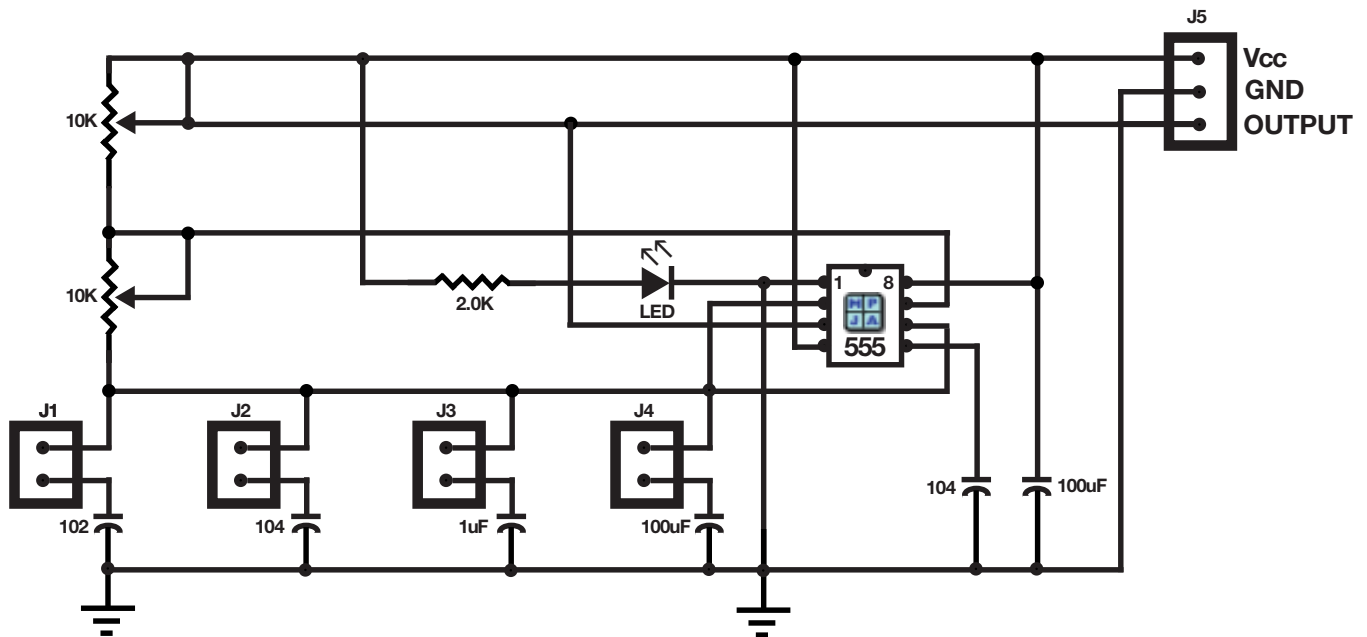 J5
Vcc
GND
OUTPUT
10K
10K
2.0K
LED
1
8
M P
J A
555
J1
J2
J3
J4
102
104
1uF
100uF
104
100uF